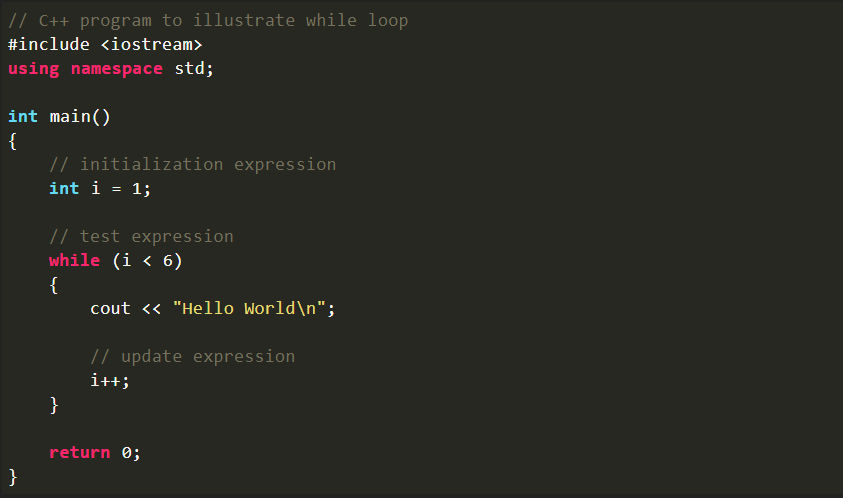 // C++ program to illustrate while loop
#include <iostream>
using namespace std;

int main()
{
    // initialization expression
    int i = 1;

    // test expression
    while (i < 6)
    {
        cout << "Hello World\n";

        // update expression
        i++;
    }

    return 0;
}